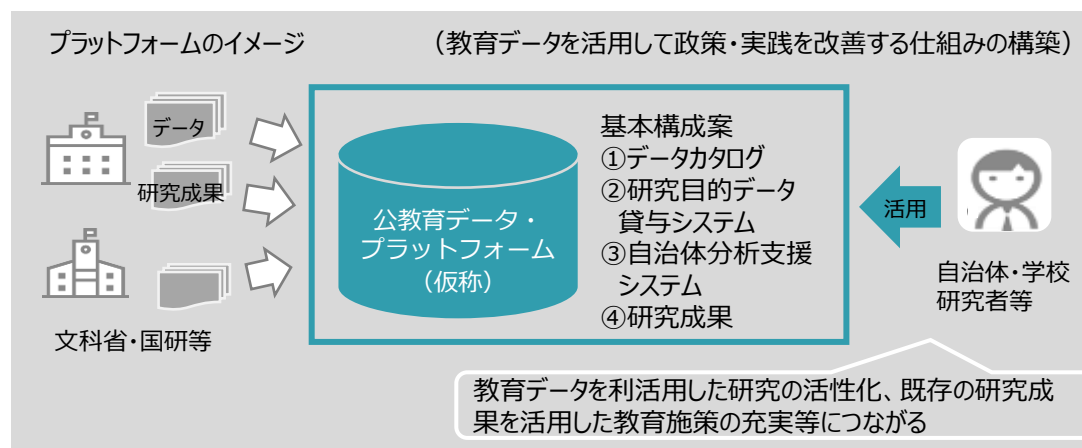 プラットフォームのイメージ
（教育データを活用して政策・実践を改善する仕組みの構築）
データ
研究成果
文科省・国研等
公教育データ・
プラットフォーム
（仮称）
基本構成案
①データカタログ
②研究目的データ
貸与システム
③自治体分析支援
システム
④研究成果
活用
自治体・学校
研究者等
教育データを利活用した研究の活性化、既存の研究成
果を活用した教育施策の充実等につながる